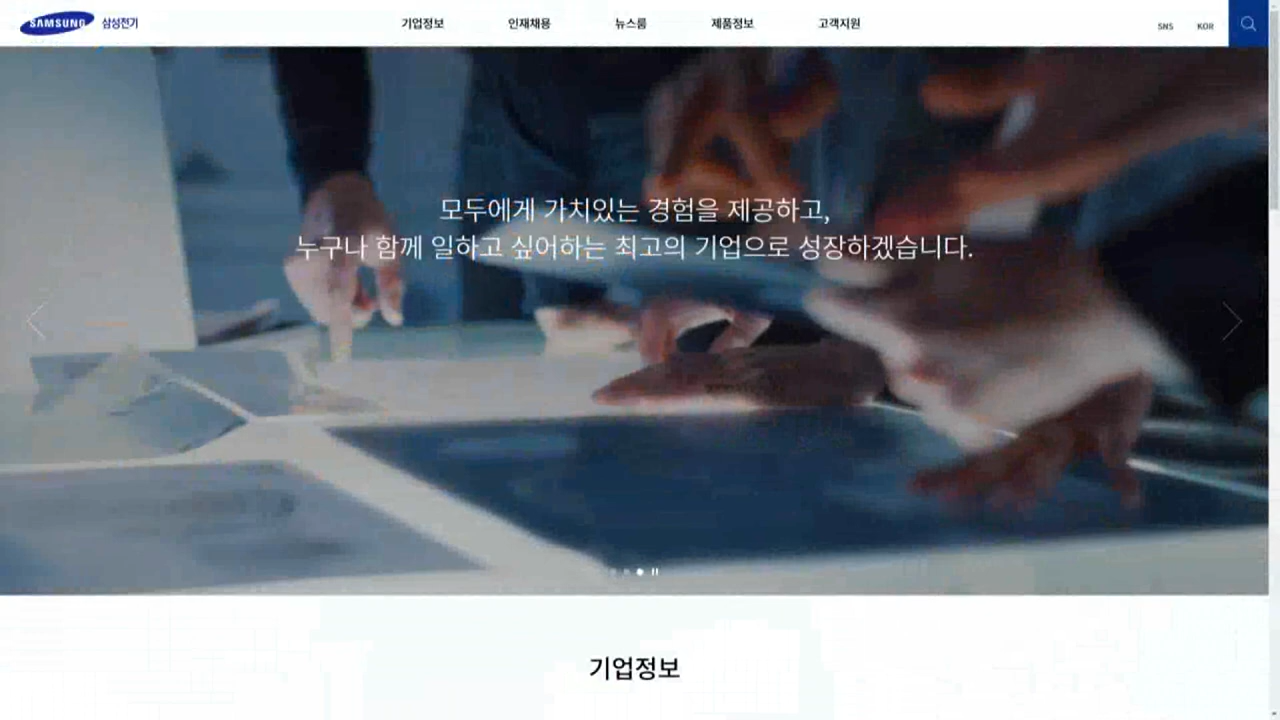 SAMSUNG 삼성전기
기업정보 인재채용 뉴스룸 제품정보 고객지원
SNS KOR
모두에게 가치있는 경험을 제공하고,
누구나 함께 일하고 싶어하는 최고의 기업으로 성장하겠습니다.
기업정보